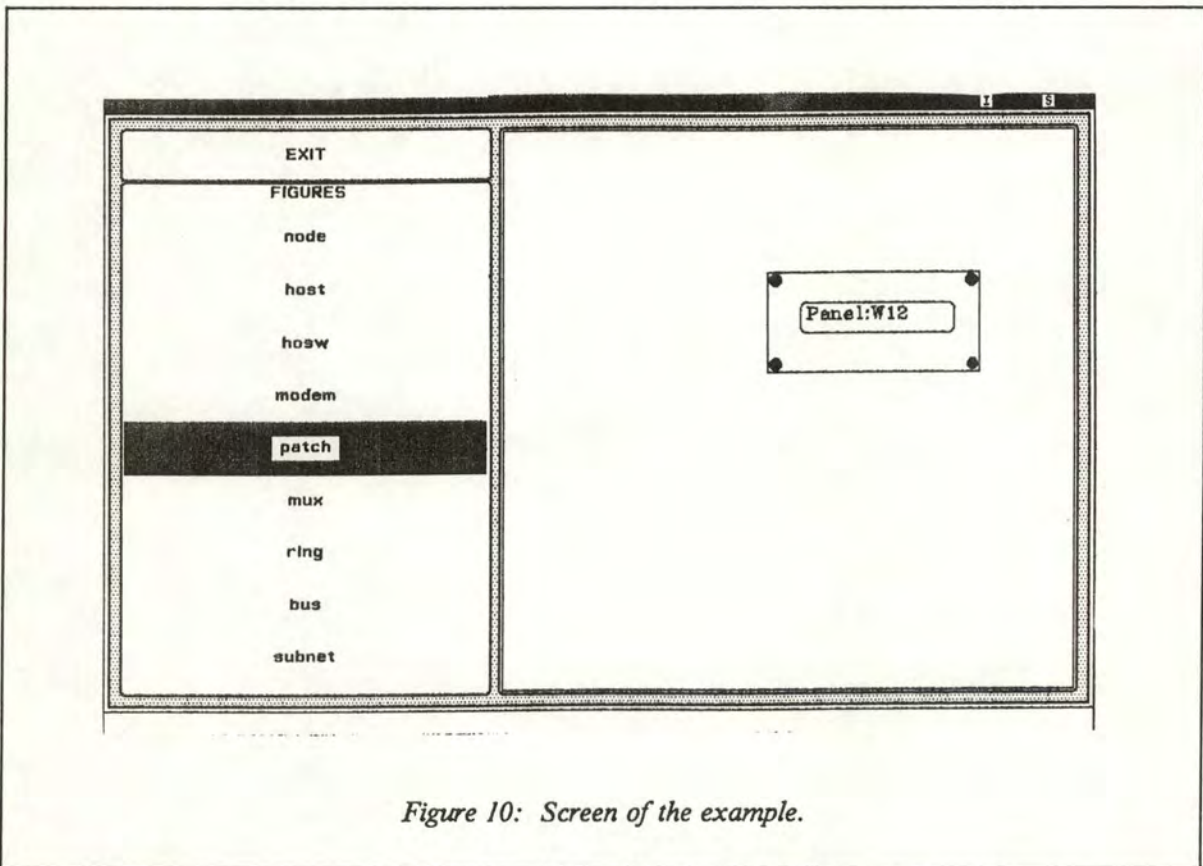 I S
EXIT
FIGURES
node
host
hosw
modem
patch
mux
ring
bus
subnet
Panel:W12
Figure 10: Screen of the example.